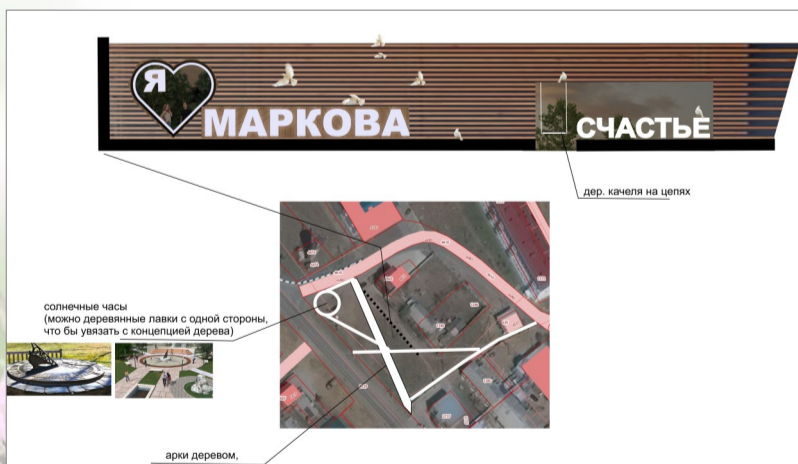 Я
МАРКОВА
СЧАСТЬЕ
дер. качеля на цепях
солнечные часы
(можно деревянные лавки с одной стороны,
что бы увязать с концепцией дерева)
арки деревом,